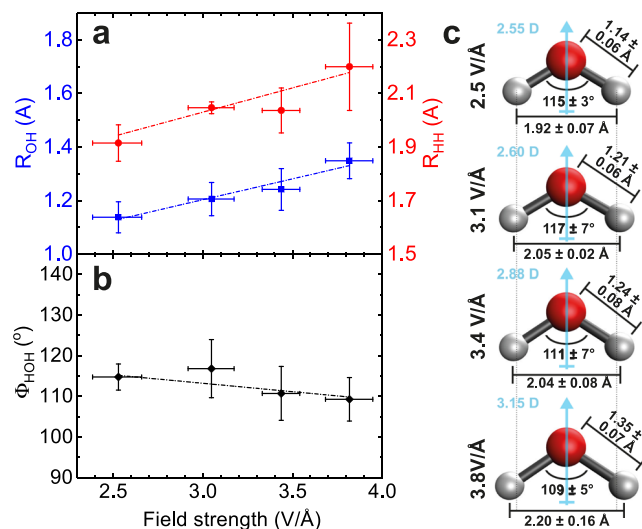 a
1.8
1.6
1.4
1.2
1.0
R_OH (A)
2.3
2.1
1.9
1.7
1.5
R_HH (A)
b
140
130
120
110
100
90
Φ_HOH (°)
2.5 3.0 3.5 4.0
Field strength (V/Å)
c
2.5 V/Å
2.55 D
1.14 ±
0.06 Å
115 ± 3°
1.92 ± 0.07 Å
3.1 V/Å
2.60 D
1.21 ±
0.06 Å
117 ± 7°
2.05 ± 0.02 Å
3.4 V/Å
2.88 D
1.24 ±
0.08 Å
111 ± 7°
2.04 ± 0.08 Å
3.8V/Å
3.15 D
1.35 ±
0.07 Å
109 ± 5°
2.20 ± 0.16 Å